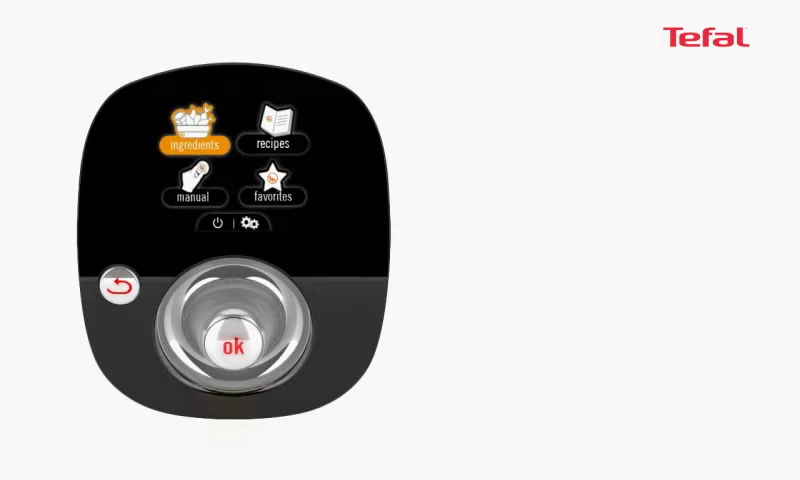 Tefal
ingredients
recipes
manual
favorites
ok